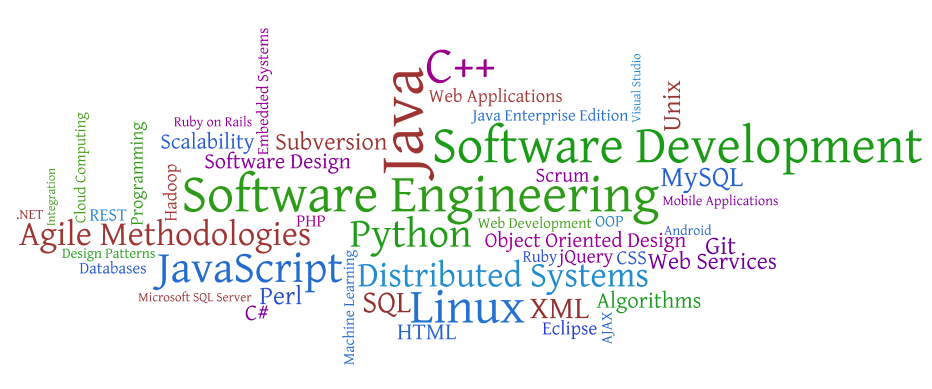 Embedded Systems
C++
Java
Visual Studio
Web Applications
Unix
Java Enterprise Edition
Cloud Computing
Programming
Ruby on Rails
Scalability
Subversion
Software Development
Software Design
Integration
Hadoop
Scrum
MySQL
Software Engineering
Mobile Applications
.NET
REST
PHP
Web Development
OOP
Agile Methodologies
Python
Android
Object Oriented Design
Git
Design Patterns
Ruby
jQuery
CSS
Web Services
Databases
JavaScript
Machine Learning
Distributed Systems
Microsoft SQL Server
Perl
SQL
Linux
XML
Algorithms
C#
HTML
Eclipse
AJAX